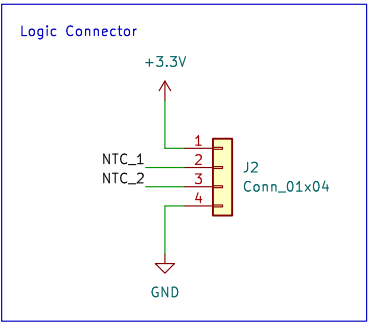 Logic Connector
+3.3V
1
NTC_1
2
NTC_2
3
4
J2
Conn_01x04
GND